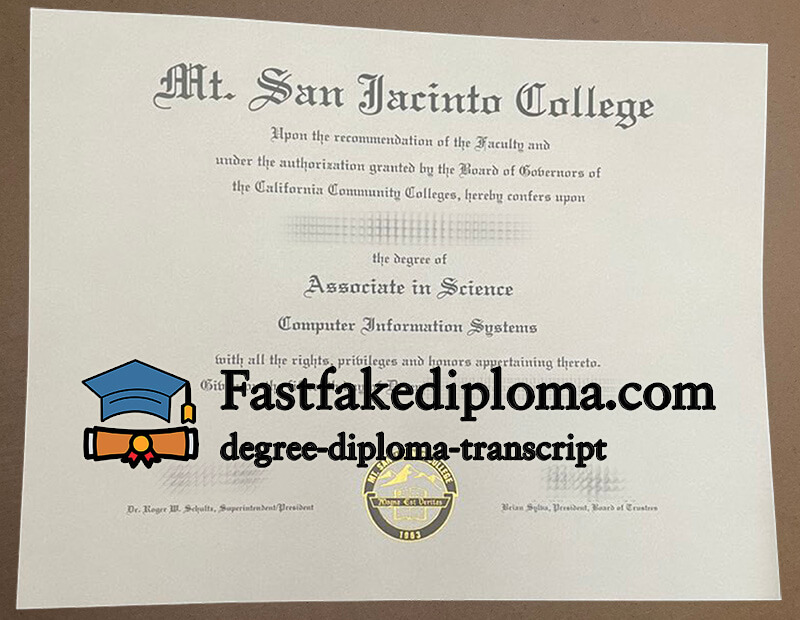 Mt. San Jacinto College
Upon the recommendation of the Faculty and
under the authorization granted by the Board of Governors of
the California Community Colleges, hereby confers upon
the degree of
Associate in Science
Computer Information Systems
with all the rights, privileges and honors appertaining thereto.
Fastfakediploma.com
degree-diploma-transcript
Dr. Roger W. Schultz, Superintendent/President
Brian Sylva, President, Board of Trustees
MT. SAN COLLEGE
Magna Est Veritas
1963